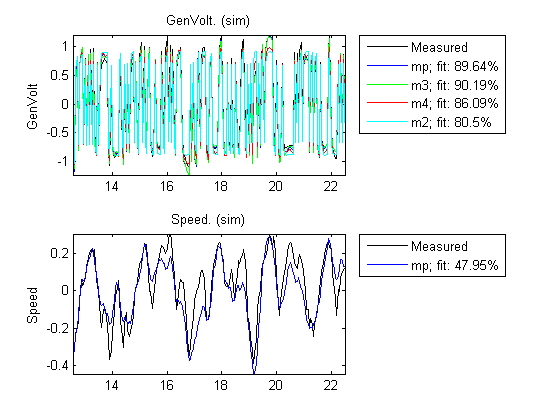 GenVolt. (sim)
1
0.5
0
-0.5
-1
GenVolt
14
16
18
20
22
Measured
mp; fit: 89.64%
m3; fit: 90.19%
m4; fit: 86.09%
m2; fit: 80.5%
Speed. (sim)
0.2
0
-0.2
-0.4
Speed
14
16
18
20
22
Measured
mp; fit: 47.95%